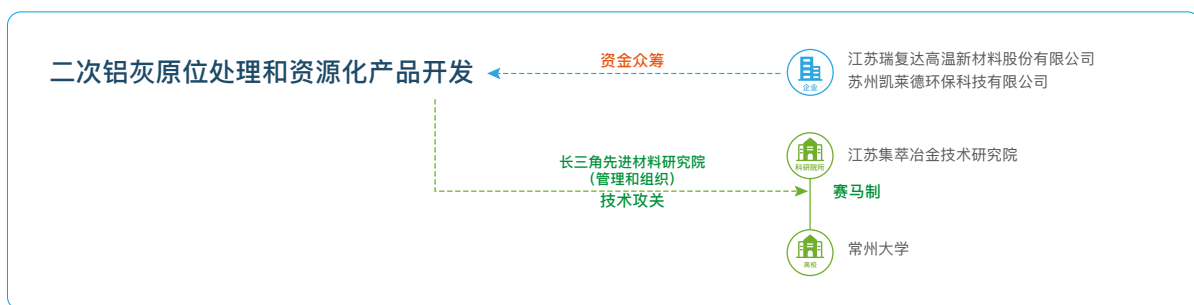 二次铝灰原位处理和资源化产品开发
资金众筹
企业
江苏瑞复达高温新材料股份有限公司
苏州凯莱德环保科技有限公司
长三角先进材料研究院
（管理和组织）
技术攻关
科研院所
江苏集萃冶金技术研究院
赛马制
高校
常州大学